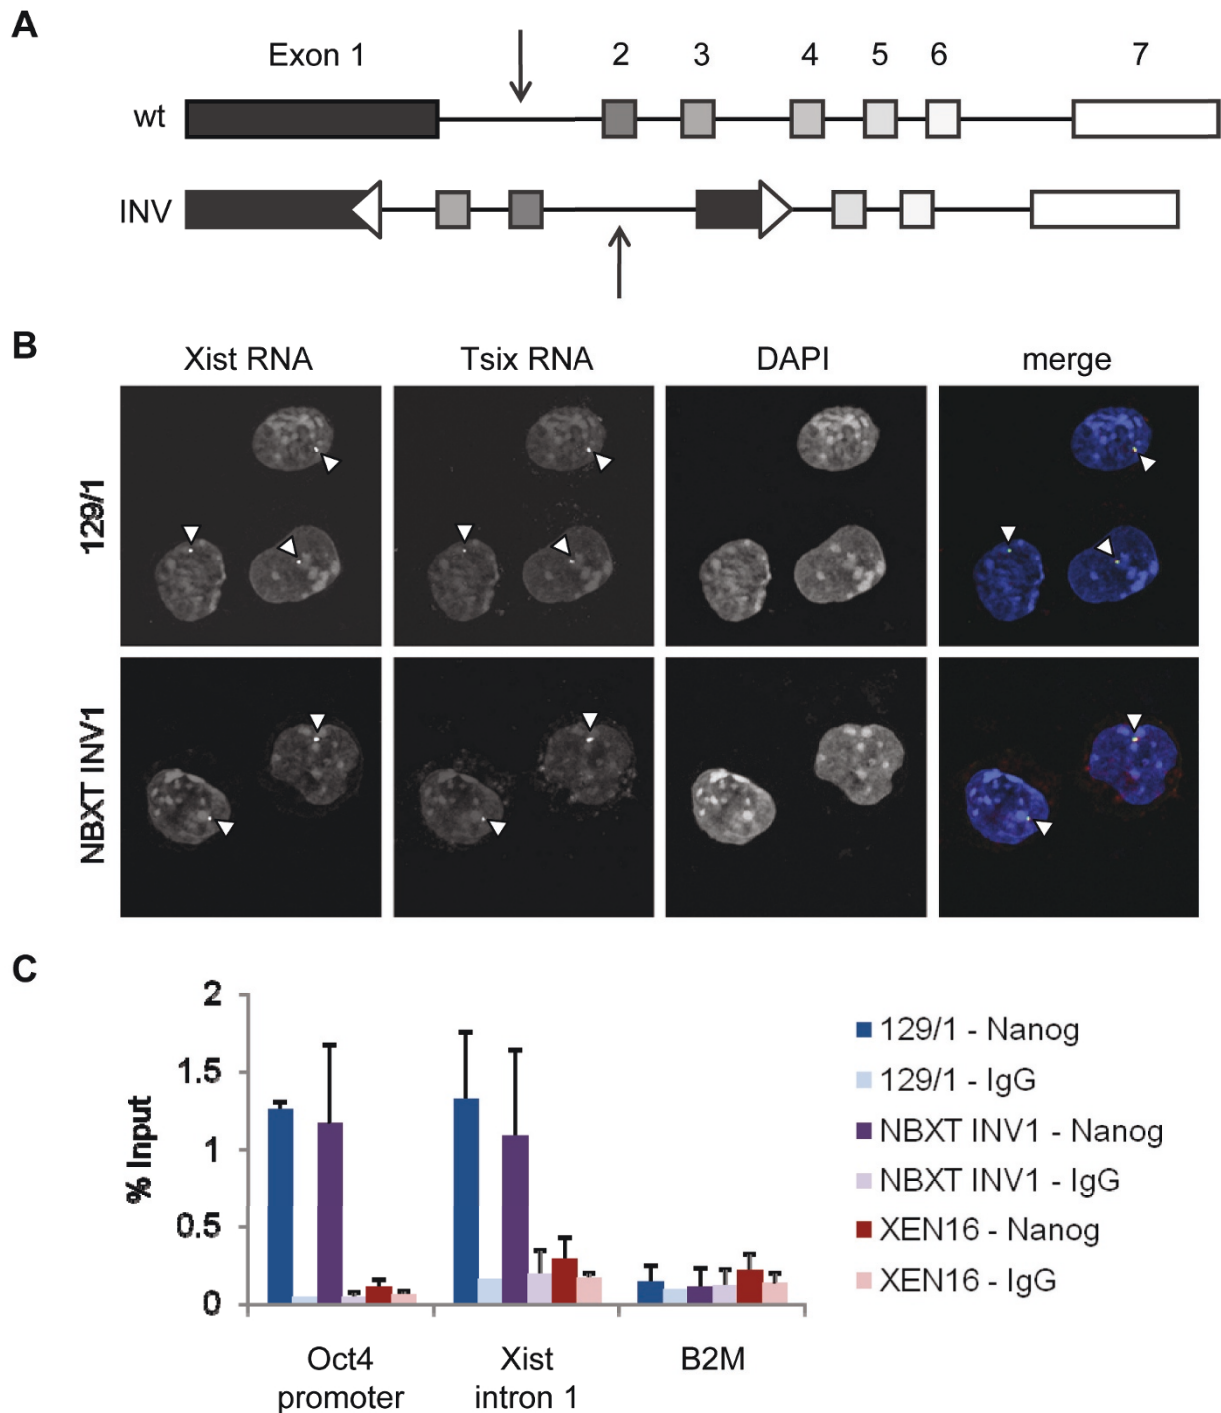 A
Exon 1
2
3
4
5
6
7
wt
INV
B
Xist RNA
Tsix RNA
DAPI
merge
129/1
NBXT INV1
C
% Input
2
1.5
1
0.5
0
Oct4
promoter
Xist
intron 1
B2M
129/1 - Nanog
129/1 - IgG
NBXT INV1 - Nanog
NBXT INV1 - IgG
XEN16 - Nanog
XEN16 - IgG